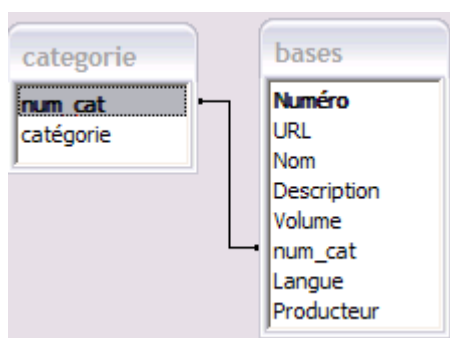 categorie
num_cat
catégorie
bases
Numéro
URL
Nom
Description
Volume
num_cat
Langue
Producteur